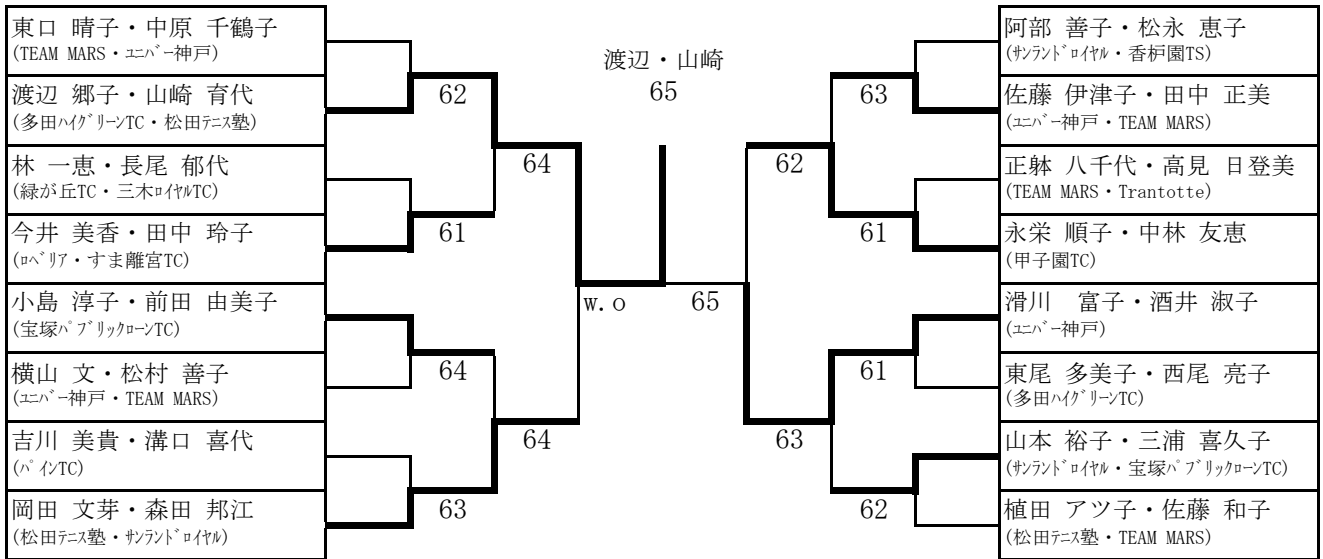 東口 晴子・中原 千鶴子
(TEAM MARS・ユニバー神戸)
渡辺 郷子・山崎 育代
(多田ハイグリーンTC・松田テニス塾)
林 一恵・長尾 郁代
(緑が丘TC・三木ロイヤルTC)
今井 美香・田中 玲子
(ロベリア・すま離宮TC)
小島 淳子・前田 由美子
(宝塚パブリックローンTC)
横山 文・松村 善子
(ユニバー神戸・TEAM MARS)
吉川 美貴・溝口 喜代
(パインTC)
岡田 文芽・森田 邦江
(松田テニス塾・サンランドロイヤル)
62
61
64
63
64
64
w.o
渡辺・山崎
65
65
62
63
63
61
61
62
阿部 善子・松永 恵子
(サンランドロイヤル・香枦園TS)
佐藤 伊津子・田中 正美
(ユニバー神戸・TEAM MARS)
正躰 八千代・高見 日登美
(TEAM MARS・Trantotte)
永栄 順子・中林 友恵
(甲子園TC)
滑川 富子・酒井 淑子
(ユニバー神戸)
東尾 多美子・西尾 亮子
(多田ハイグリーンTC)
山本 裕子・三浦 喜久子
(サンランドロイヤル・宝塚パブリックローンTC)
植田 アツ子・佐藤 和子
(松田テニス塾・TEAM MARS)